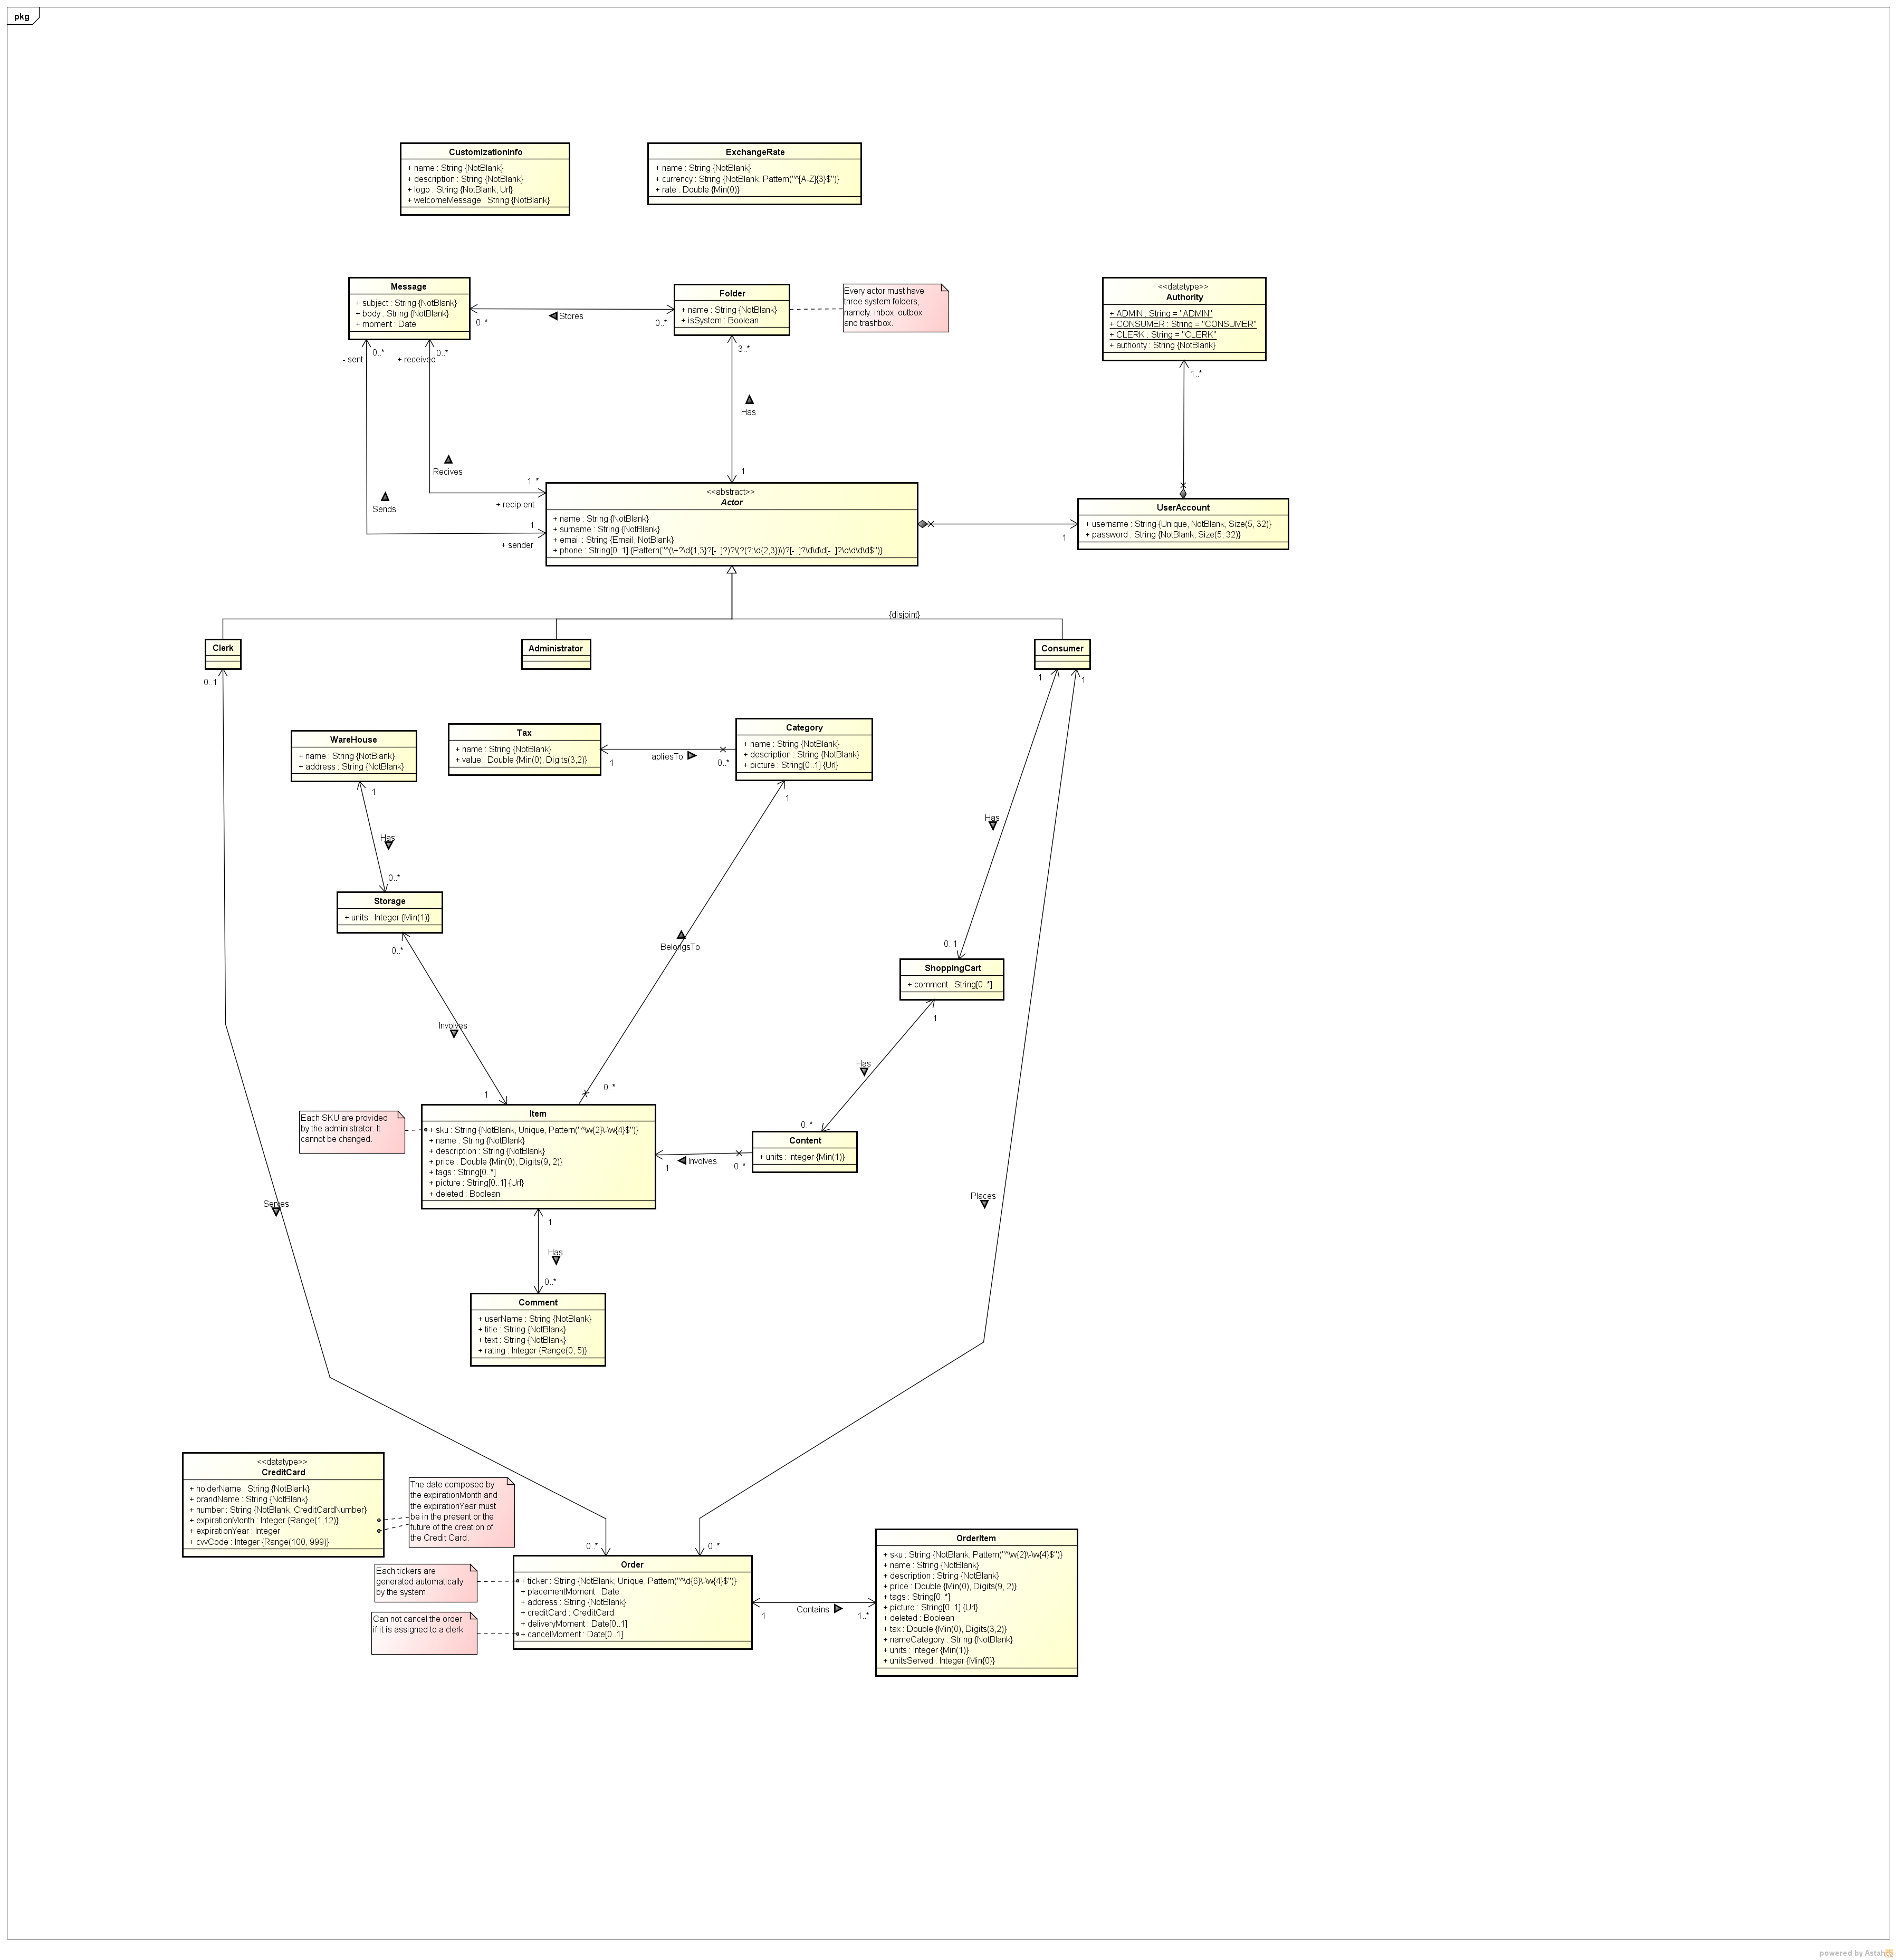 pkg
CustomizationInfo
+ name : String {NotBlank}
+ description : String {NotBlank}
+ logo : String {NotBlank, Url}
+ welcomeMessage : String {NotBlank}
ExchangeRate
+ name : String {NotBlank}
+ currency : String {NotBlank, Pattern("^[A-Z]{3}$")}
+ rate : Double {Min(0)}
Message
+ subject : String {NotBlank}
+ body : String {NotBlank}
+ moment : Date
0..*
Stores
0..*
Folder
+ name : String {NotBlank}
+ isSystem : Boolean
Every actor must have
three system folders,
namely: inbox, outbox
and trashbox.
<<datatype>>
Authority
+ ADMIN : String = "ADMIN"
+ CONSUMER : String = "CONSUMER"
+ CLERK : String = "CLERK"
+ authority : String {NotBlank}
- sent
0..*
+ received
0..*
3..*
1..*
Has
Recives
Sends
1
1..*
+ recipient
1
+ sender
<<abstract>>
Actor
+ name : String {NotBlank}
+ surname : String {NotBlank}
+ email : String {Email, NotBlank}
+ phone : String[0..1] {Pattern("^(\+?\d{1,3}?[- .]?)?\(?(?:\d{2,3})\)?[- .]?\d\d\d[- .]?\d\d\d\d$")}
1
UserAccount
+ username : String {Unique, NotBlank, Size(5, 32)}
+ password : String {NotBlank, Size(5, 32)}
{disjoint}
Clerk
Administrator
Consumer
0..1
1
1
WareHouse
+ name : String {NotBlank}
+ address : String {NotBlank}
Tax
+ name : String {NotBlank}
+ value : Double {Min(0), Digits(3,2)}
1
apliesTo
0..*
Category
+ name : String {NotBlank}
+ description : String {NotBlank}
+ picture : String[0..1] {Url}
1
1
Has
Has
0..*
Storage
+ units : Integer {Min(1)}
0..*
BelongsTo
0..1
ShoppingCart
+ comment : String[0..*]
1
Involves
Has
1
0..*
0..*
Each SKU are provided
by the administrator. It
cannot be changed.
Item
+ sku : String {NotBlank, Unique, Pattern("^\w{2}\-\w{4}$")}
+ name : String {NotBlank}
+ description : String {NotBlank}
+ price : Double {Min(0), Digits(9, 2)}
+ tags : String[0..*]
+ picture : String[0..1] {Url}
+ deleted : Boolean
1
Involves
0..*
Content
+ units : Integer {Min(1)}
Serves
Places
1
Has
0..*
Comment
+ userName : String {NotBlank}
+ title : String {NotBlank}
+ text : String {NotBlank}
+ rating : Integer {Range(0, 5)}
<<datatype>>
CreditCard
+ holderName : String {NotBlank}
+ brandName : String {NotBlank}
+ number : String {NotBlank, CreditCardNumber}
+ expirationMonth : Integer {Range(1,12)}
+ expirationYear : Integer
+ cvvCode : Integer {Range(100, 999)}
The date composed by
the expirationMonth and
the expirationYear must
be in the present or the
future of the creation of
the Credit Card.
0..*
0..*
Each tickers are
generated automatically
by the system.
Can not cancel the order
if it is assigned to a clerk
Order
+ ticker : String {NotBlank, Unique, Pattern("^\d{6}\-\w{4}$")}
+ placementMoment : Date
+ address : String {NotBlank}
+ creditCard : CreditCard
+ deliveryMoment : Date[0..1]
+ cancelMoment : Date[0..1]
1
Contains
1..*
OrderItem
+ sku : String {NotBlank, Pattern("^\w{2}\-\w{4}$")}
+ name : String {NotBlank}
+ description : String {NotBlank}
+ price : Double {Min(0), Digits(9, 2)}
+ tags : String[0..*]
+ picture : String[0..1] {Url}
+ deleted : Boolean
+ tax : Double {Min(0), Digits(3,2)}
+ nameCategory : String {NotBlank}
+ units : Integer {Min(1)}
+ unitsServed : Integer {Min{0)}
powered by Astah